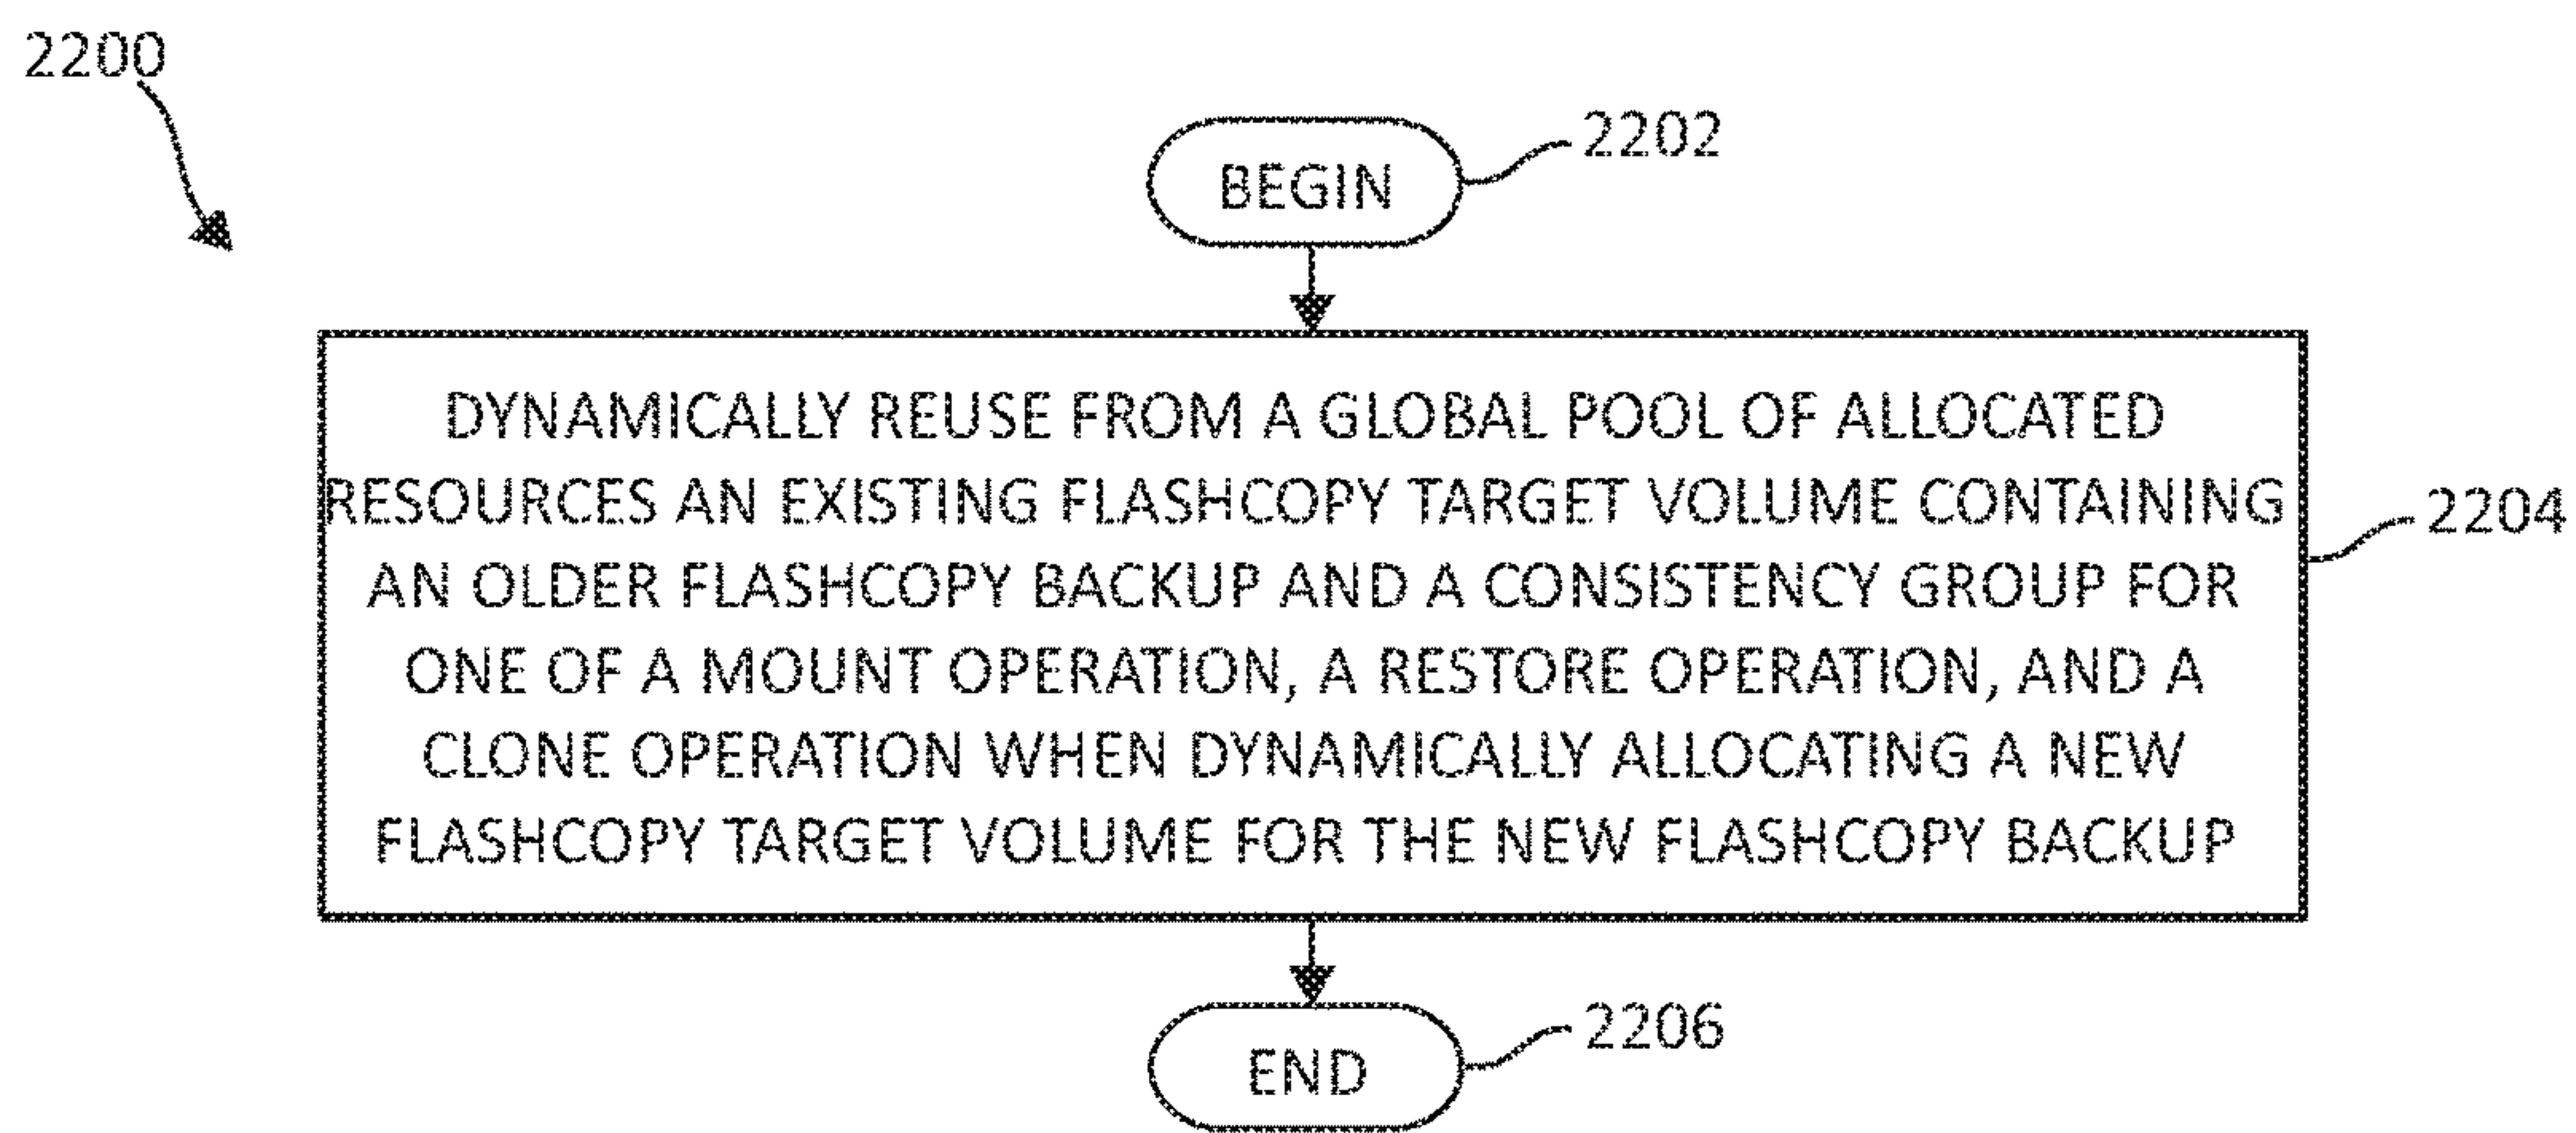 2200
BEGIN
2202
DYNAMICALLY REUSE FROM A GLOBAL POOL OF ALLOCATED
RESOURCES AN EXISTING FLASHCOPY TARGET VOLUME CONTAINING
AN OLDER FLASHCOPY BACKUP AND A CONSISTENCY GROUP FOR
ONE OF A MOUNT OPERATION, A RESTORE OPERATION, AND A
CLONE OPERATION WHEN DYNAMICALLY ALLOCATING A NEW
FLASHCOPY TARGET VOLUME FOR THE NEW FLASHCOPY BACKUP
2204
END
2206